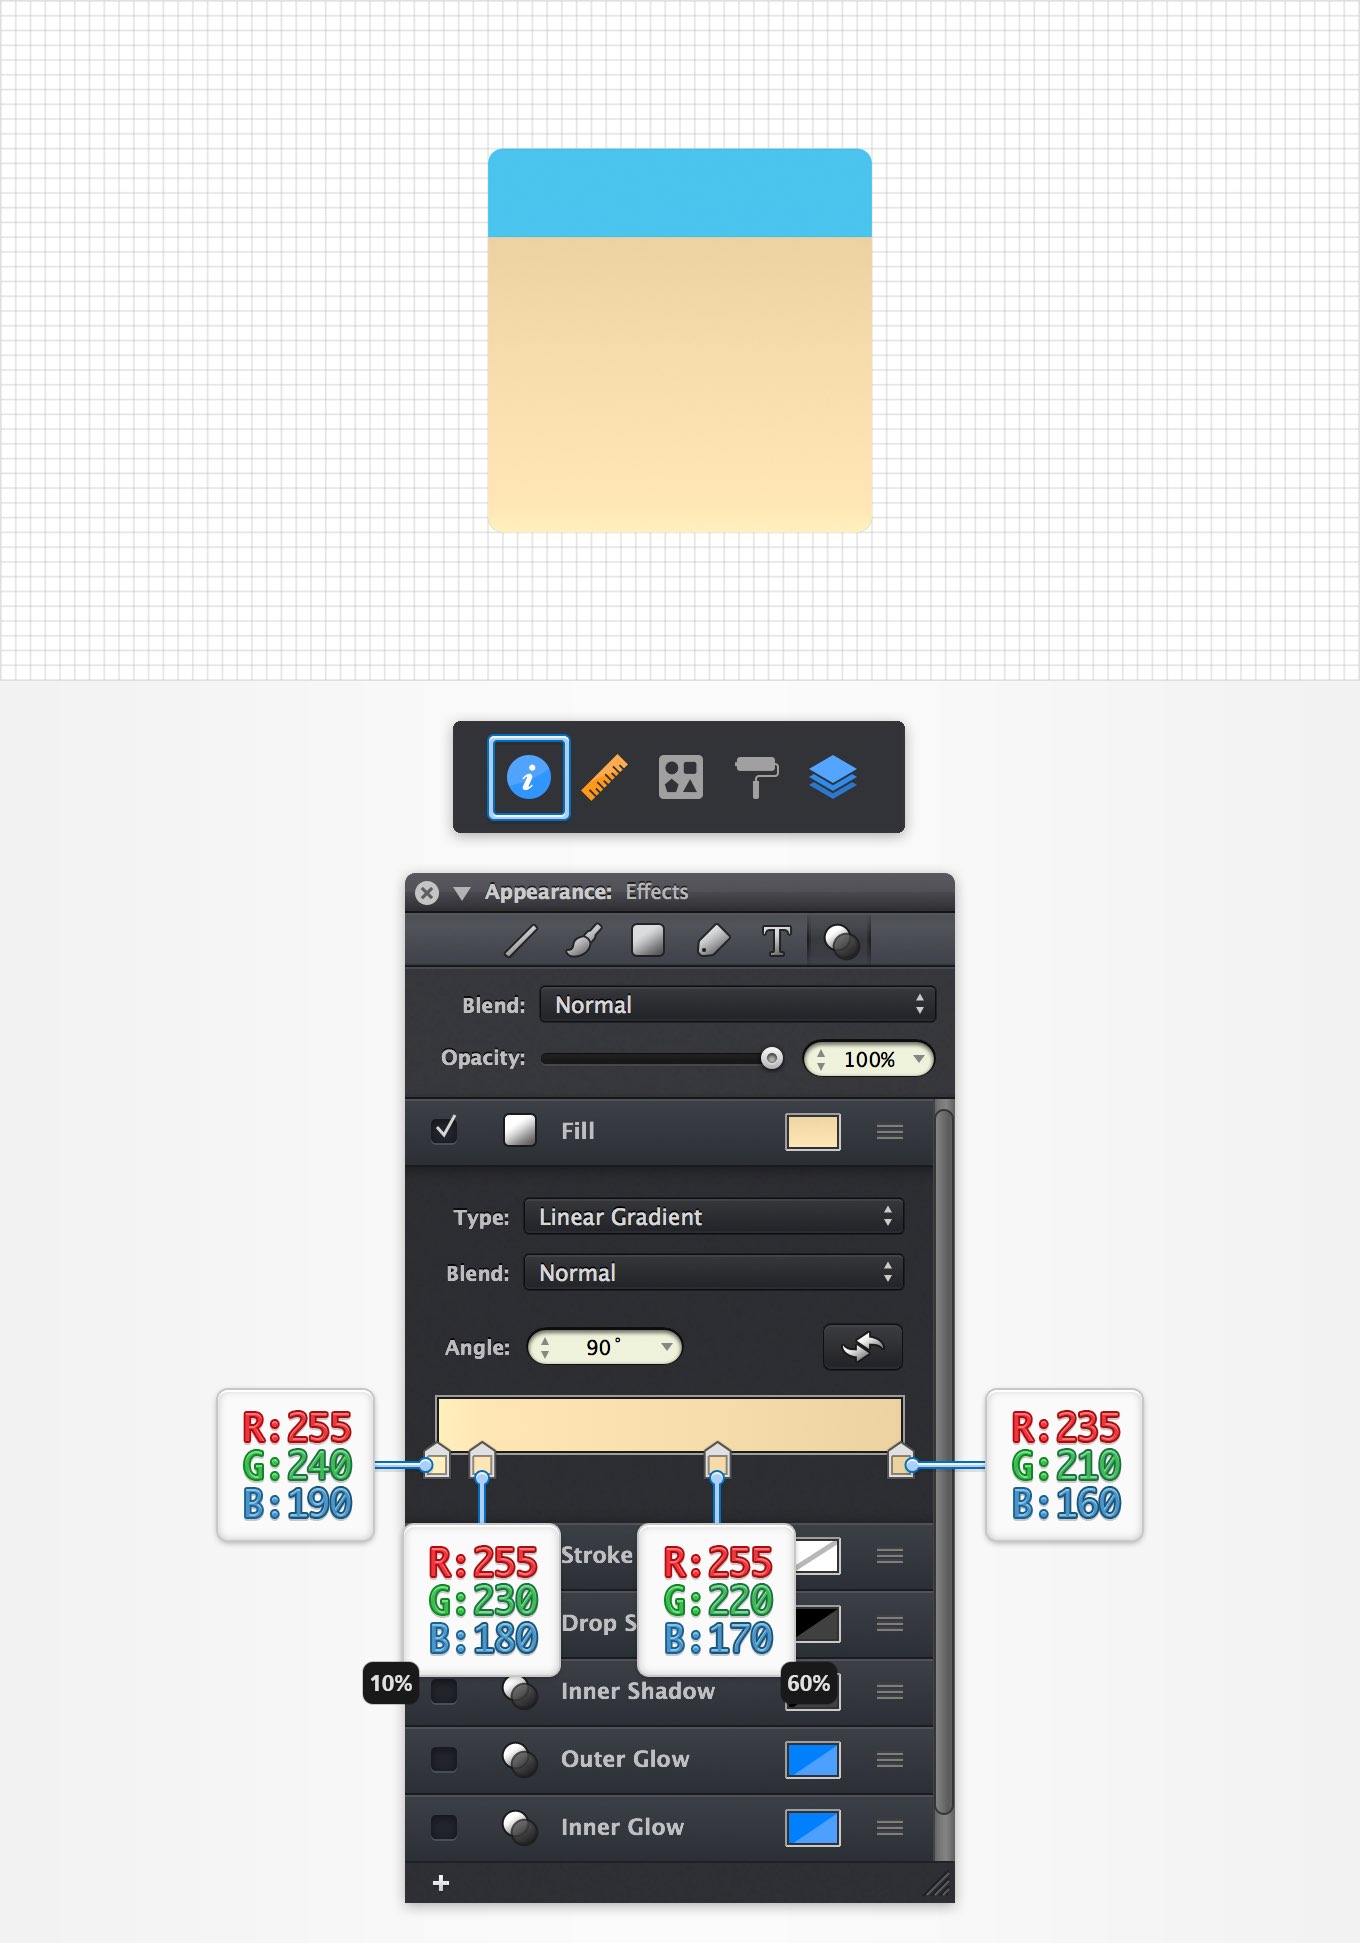 i
Appearance: Effects
T
Blend: Normal
Opacity: 100%
Fill
Type: Linear Gradient
Blend: Normal
Angle: 90°
R:255
G:240
B:190
R:235
G:210
B:160
R:255
G:230
B:180
10%
R:255
G:220
B:170
60%
Stroke
Drop S
Inner Shadow
Outer Glow
Inner Glow
+